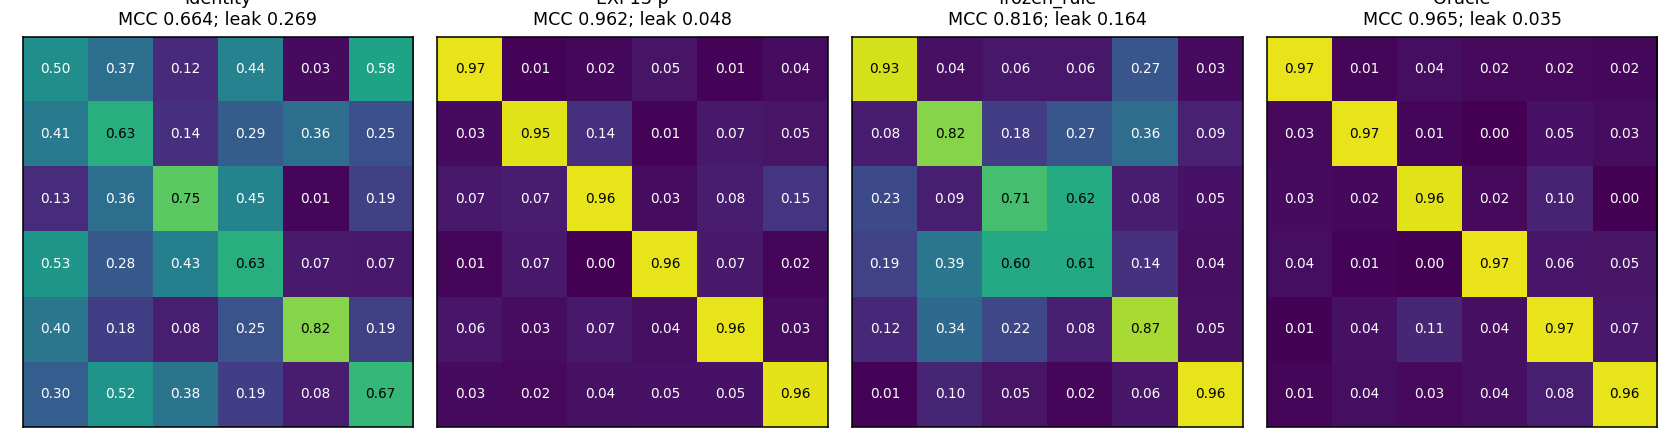 Identity
MCC 0.664; leak 0.269
0.50 0.37 0.12 0.44 0.03 0.58
0.41 0.63 0.14 0.29 0.36 0.25
0.13 0.36 0.75 0.45 0.01 0.19
0.53 0.28 0.43 0.63 0.07 0.07
0.40 0.18 0.08 0.25 0.82 0.19
0.30 0.52 0.38 0.19 0.08 0.67
MCC 0.962; leak 0.048
0.97 0.01 0.02 0.05 0.01 0.04
0.03 0.95 0.14 0.01 0.07 0.05
0.07 0.07 0.96 0.03 0.08 0.15
0.01 0.07 0.00 0.96 0.07 0.02
0.06 0.03 0.07 0.04 0.96 0.03
0.03 0.02 0.04 0.05 0.05 0.96
frozen_rule
MCC 0.816; leak 0.164
0.93 0.04 0.06 0.06 0.27 0.03
0.08 0.82 0.18 0.27 0.36 0.09
0.23 0.09 0.71 0.62 0.08 0.05
0.19 0.39 0.60 0.61 0.14 0.04
0.12 0.34 0.22 0.08 0.87 0.05
0.01 0.10 0.05 0.02 0.06 0.96
Oracle
MCC 0.965; leak 0.035
0.97 0.01 0.04 0.02 0.02 0.02
0.03 0.97 0.01 0.00 0.05 0.03
0.03 0.02 0.96 0.02 0.10 0.00
0.04 0.01 0.00 0.97 0.06 0.05
0.01 0.04 0.11 0.04 0.97 0.07
0.01 0.04 0.03 0.04 0.08 0.96